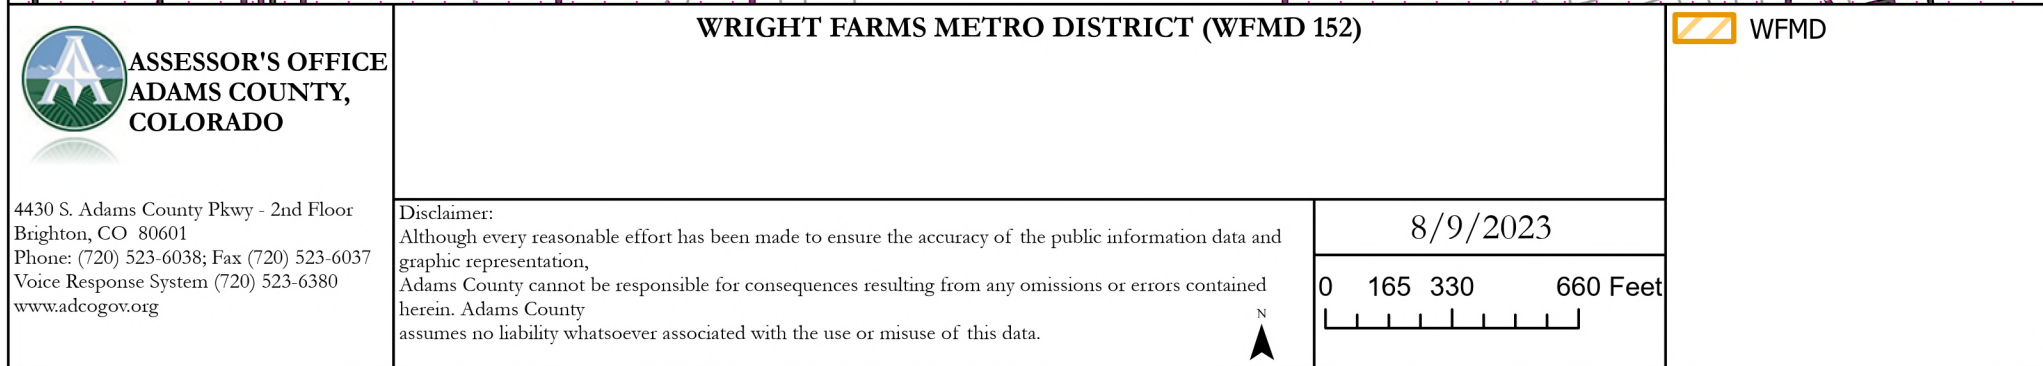 WRIGHT FARMS METRO DISTRICT (WFMD 152)
WFMD
ASSESSOR'S OFFICE
ADAMS COUNTY,
COLORADO
4430 S. Adams County Pkwy - 2nd Floor
Brighton, CO  80601
Phone: (720) 523-6038; Fax (720) 523-6037
Voice Response System (720) 523-6380
www.adcogov.org
Disclaimer:
Although every reasonable effort has been made to ensure the accuracy of the public information data and
graphic representation,
Adams County cannot be responsible for consequences resulting from any omissions or errors contained
herein. Adams County
assumes no liability whatsoever associated with the use or misuse of this data.
N
8/9/2023
0 165 330 660 Feet